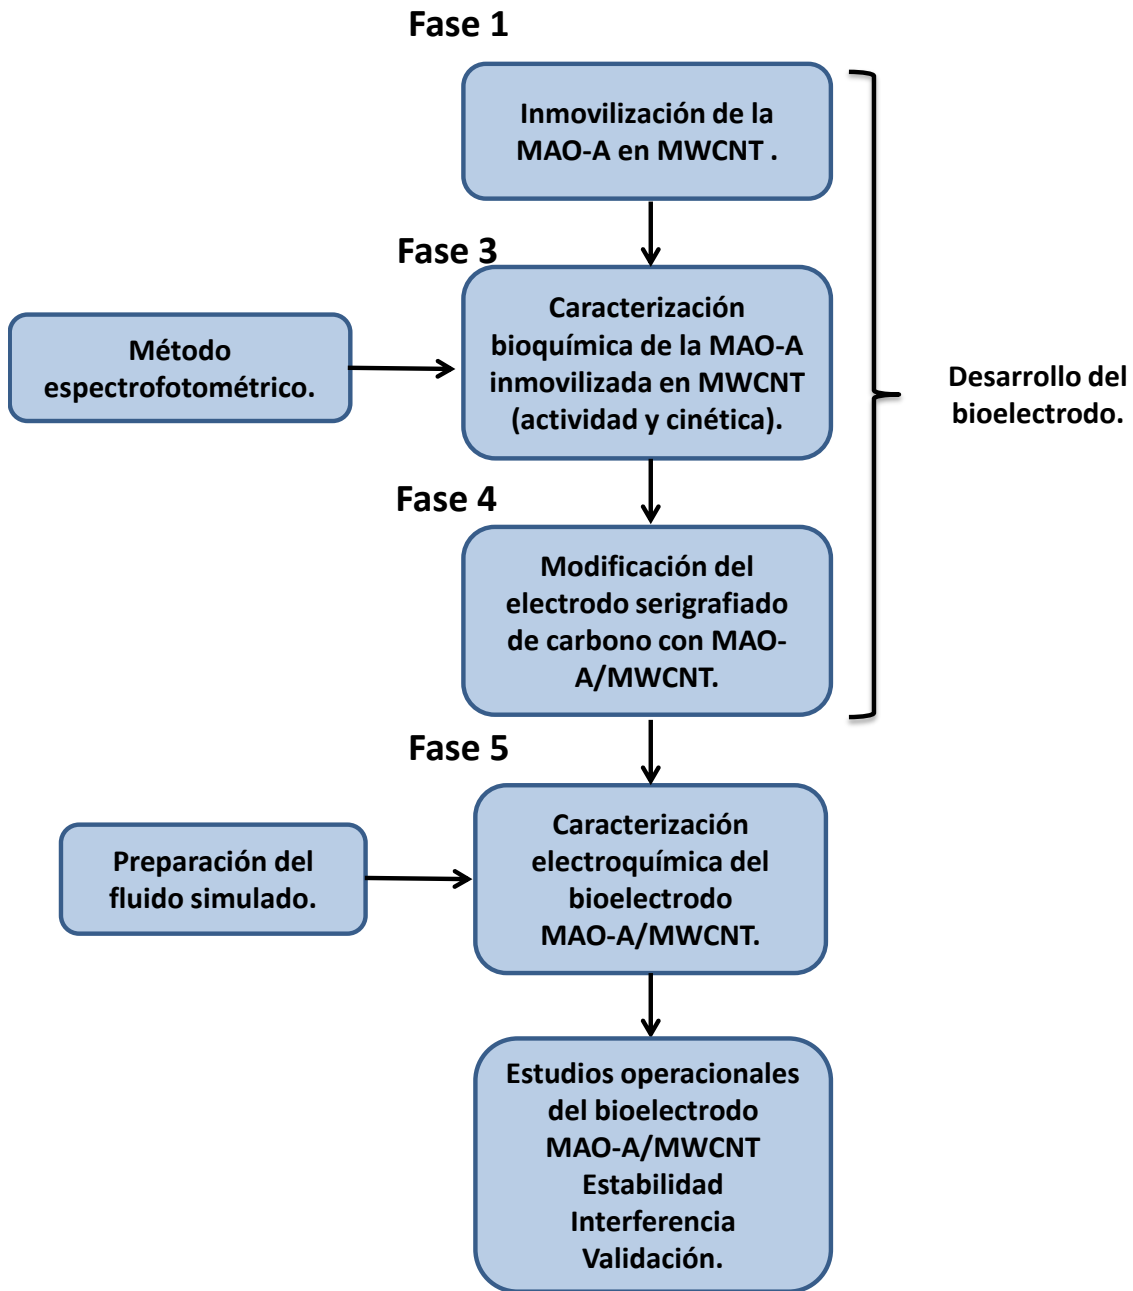 Fase 1
Inmovilización de la
MAO-A en MWCNT .
Fase 3
Método
espectrofotométrico.
Caracterización
bioquímica de la MAO-A
inmovilizada en MWCNT
(actividad y cinética).
Desarrollo del
bioelectrodo.
Fase 4
Modificación del
electrodo serigrafiado
de carbono con MAO-
A/MWCNT.
Fase 5
Preparación del
fluido simulado.
Caracterización
electroquímica del
bioelectrodo
MAO-A/MWCNT.
Estudios operacionales
del bioelectrodo
MAO-A/MWCNT
Estabilidad
Interferencia
Validación.